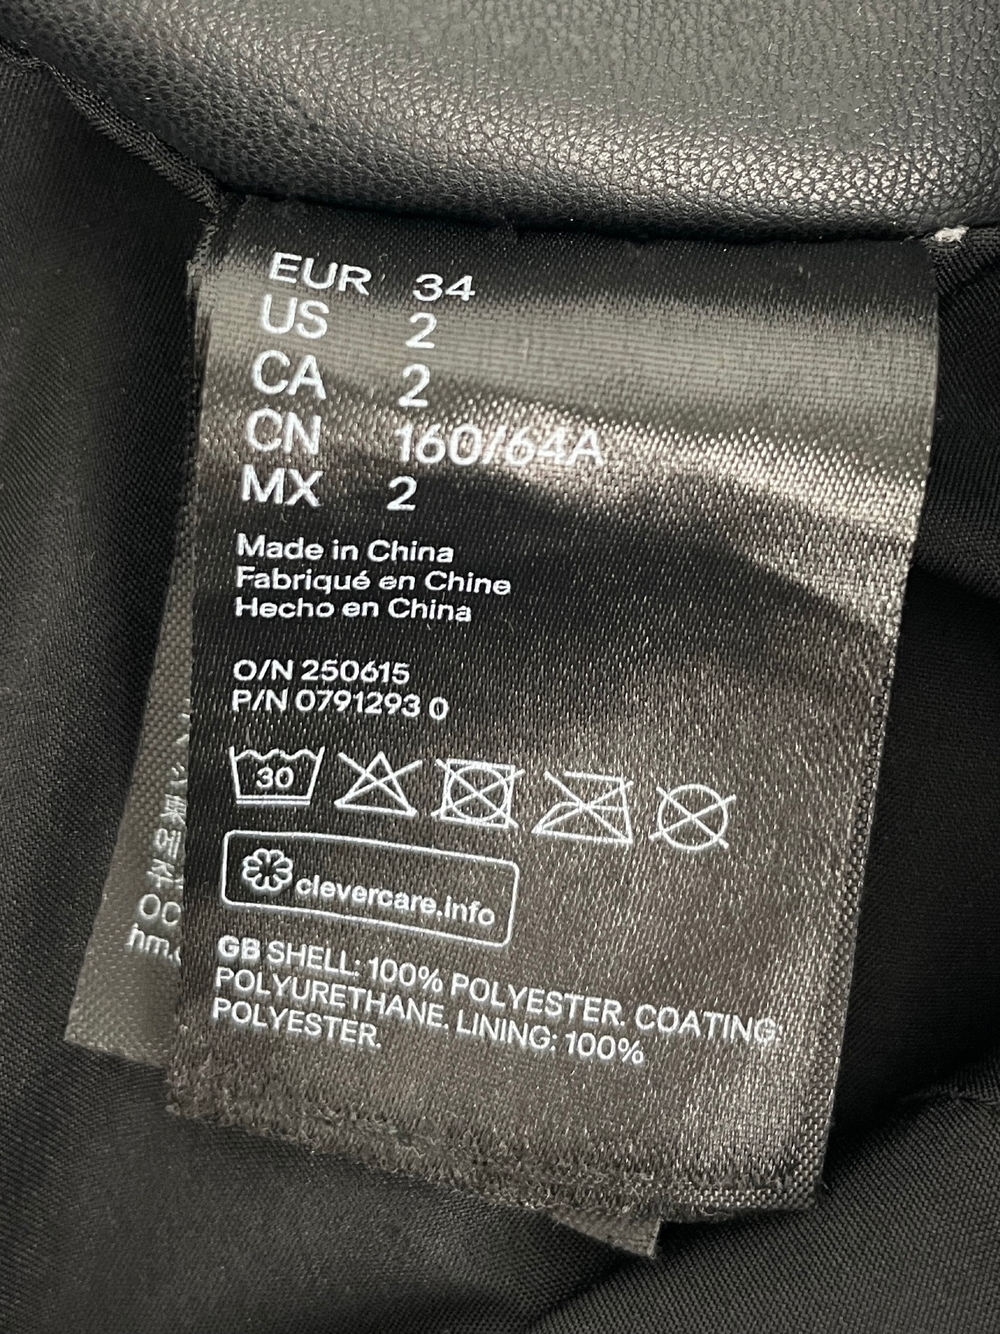 EUR 34
US 2
CA 2
CN 160/64A
MX 2
Made in China
Fabriqué en Chine
Hecho en China
O/N 250615
P/N 0791293 0
30
clevercare.info
GB SHELL: 100% POLYESTER. COATING:
POLYURETHANE. LINING: 100%
POLYESTER.